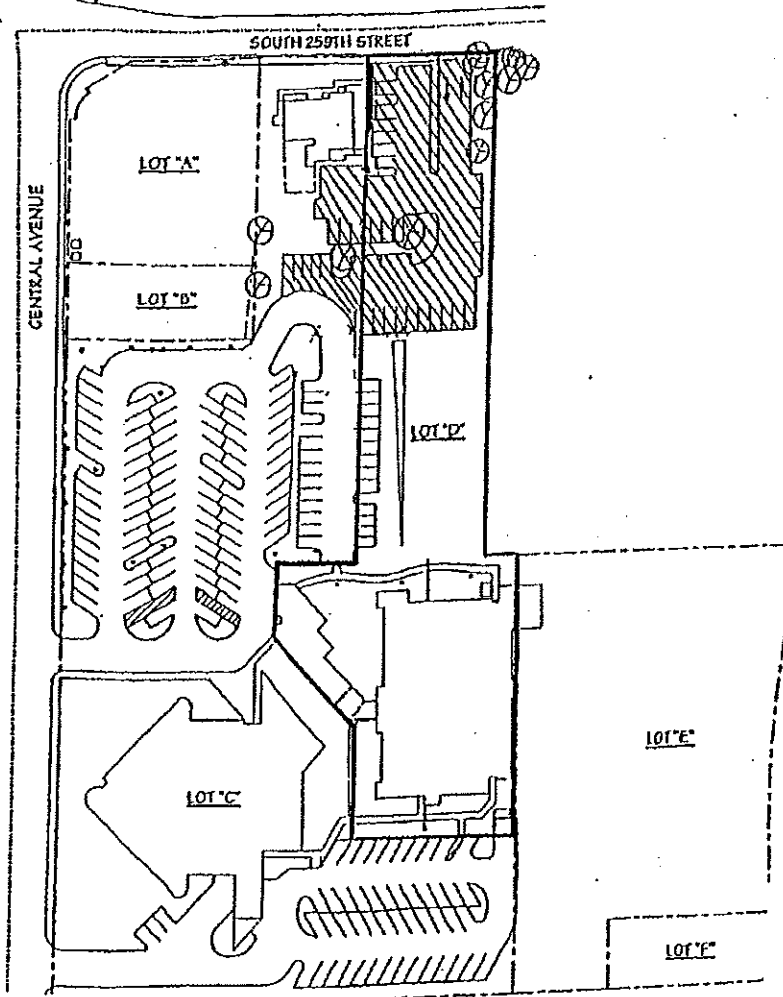 SOUTH 259TH STREET
CENTRAL AVENUE
LOT "A"
LOT "B"
LOT "D"
LOT "E"
LOT "C"
LOT "F"